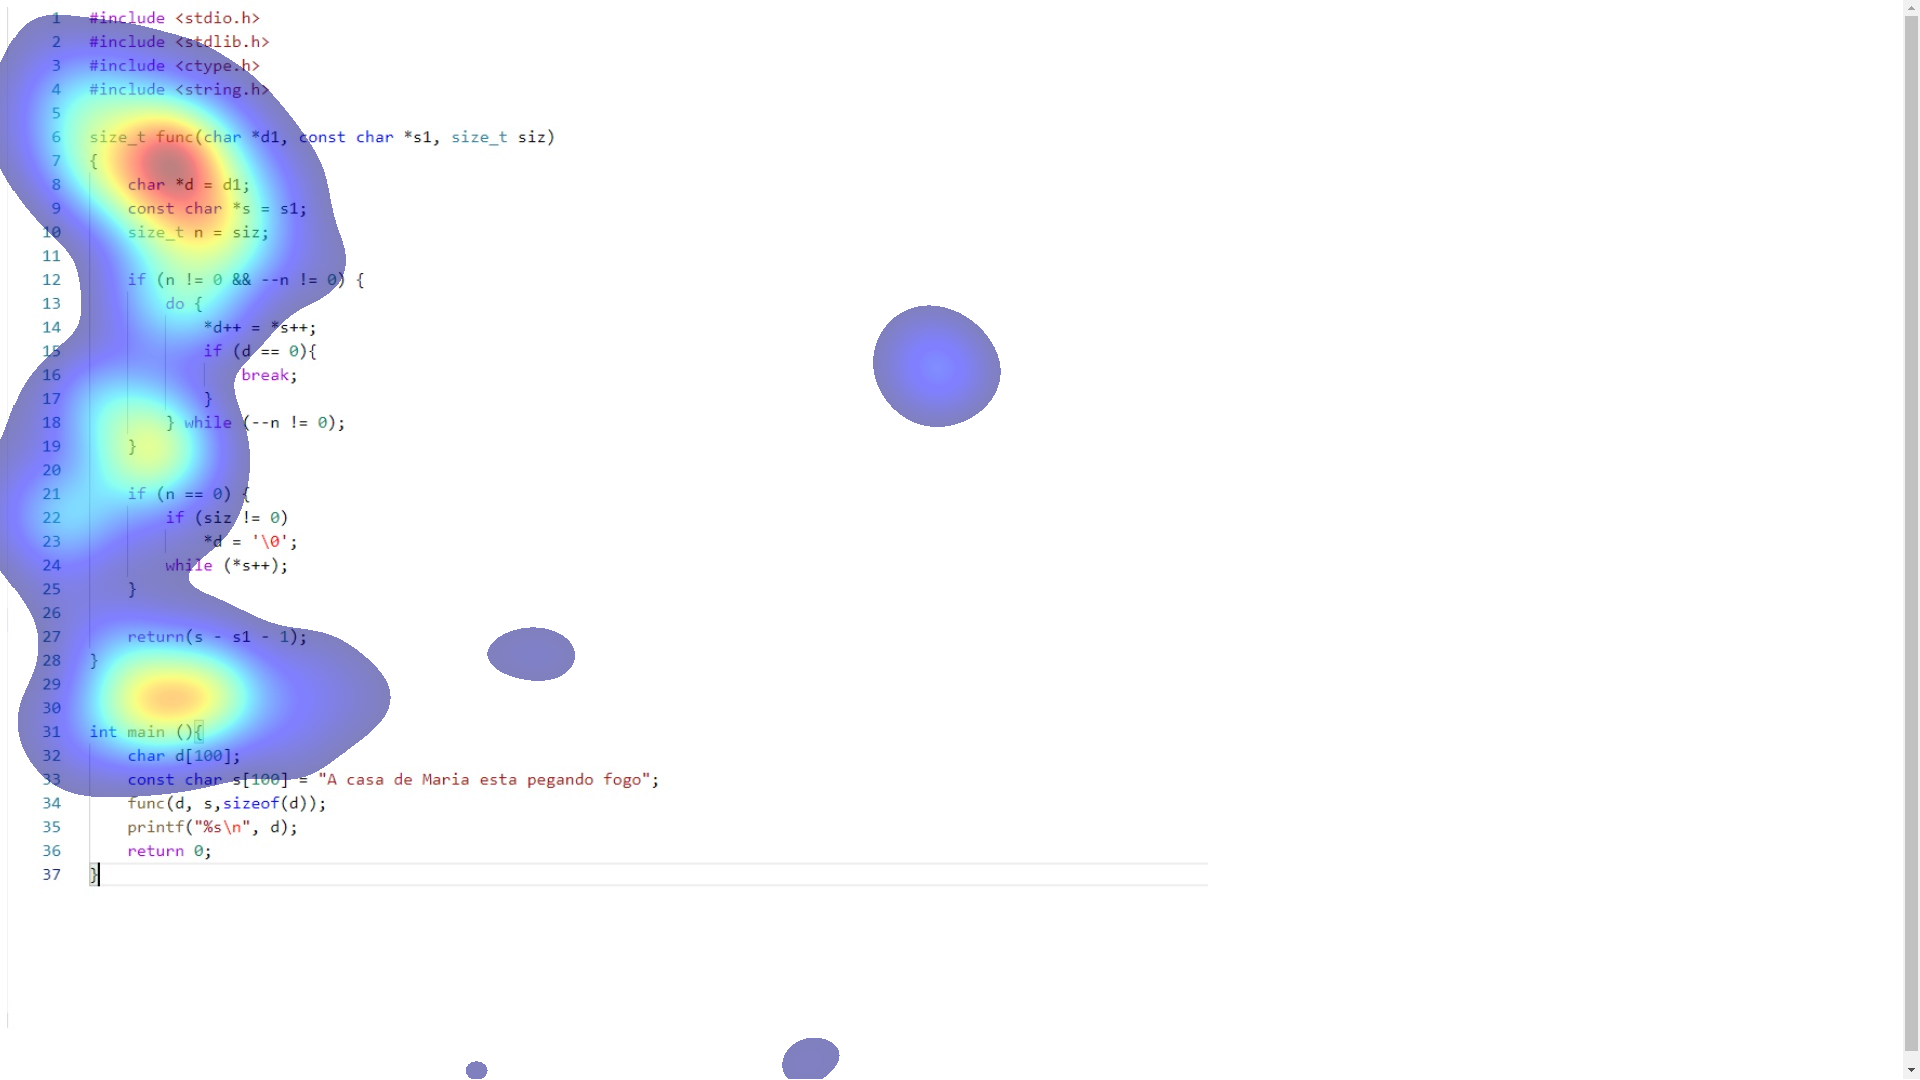 1 #include <stdio.h>
2 #include <stdlib.h>
3 #include <ctype.h>
4 #include <string.h>
5
6 size_t func(char *d1, const char *s1, size_t siz)
7 {
8 char *d = d1;
9 const char *s = s1;
10 size_t n = siz;
11
12 if (n != 0 && --n != 0) {
13 do {
14 *d++ = *s++;
15 if (d == 0){
16 break;
17 }
18 } while (--n != 0);
19 }
20
21 if (n == 0) {
22 if (siz != 0)
23 *d = '\0';
24 while (*s++);
25 }
26
27 return(s - s1 - 1);
28 }
29
30
31 int main (){
32 char d[100];
33 const char s[100] = "A casa de Maria esta pegando fogo";
34 func(d, s,sizeof(d));
35 printf("%s\n", d);
36 return 0;
37 }